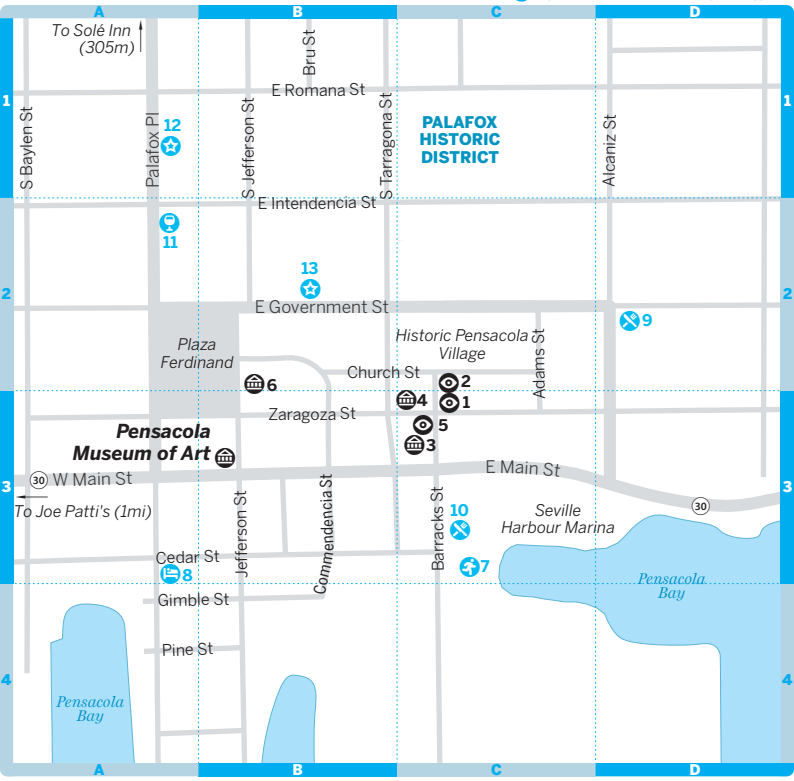 A
B
C
D
To Solé Inn
(305m)
Bru St
E Romana St
1
1
S Baylen St
Palafox Pl
12
S Jefferson St
S Tarragona St
PALAFOX
HISTORIC
DISTRICT
Alcaniz St
E Intendencia St
11
13
2
2
E Government St
9
Plaza
Ferdinand
Historic Pensacola
Village
Adams St
Church St
6
2
4
1
Zaragoza St
5
3
Pensacola
Museum of Art
30
W Main St
E Main St
3
3
30
To Joe Patti's (1mi)
Jefferson St
Commendencia St
Barracks St
10
Seville
Harbour Marina
Cedar St
8
7
Pensacola
Bay
Gimble St
Pine St
4
4
Pensacola
Bay
A
B
C
D